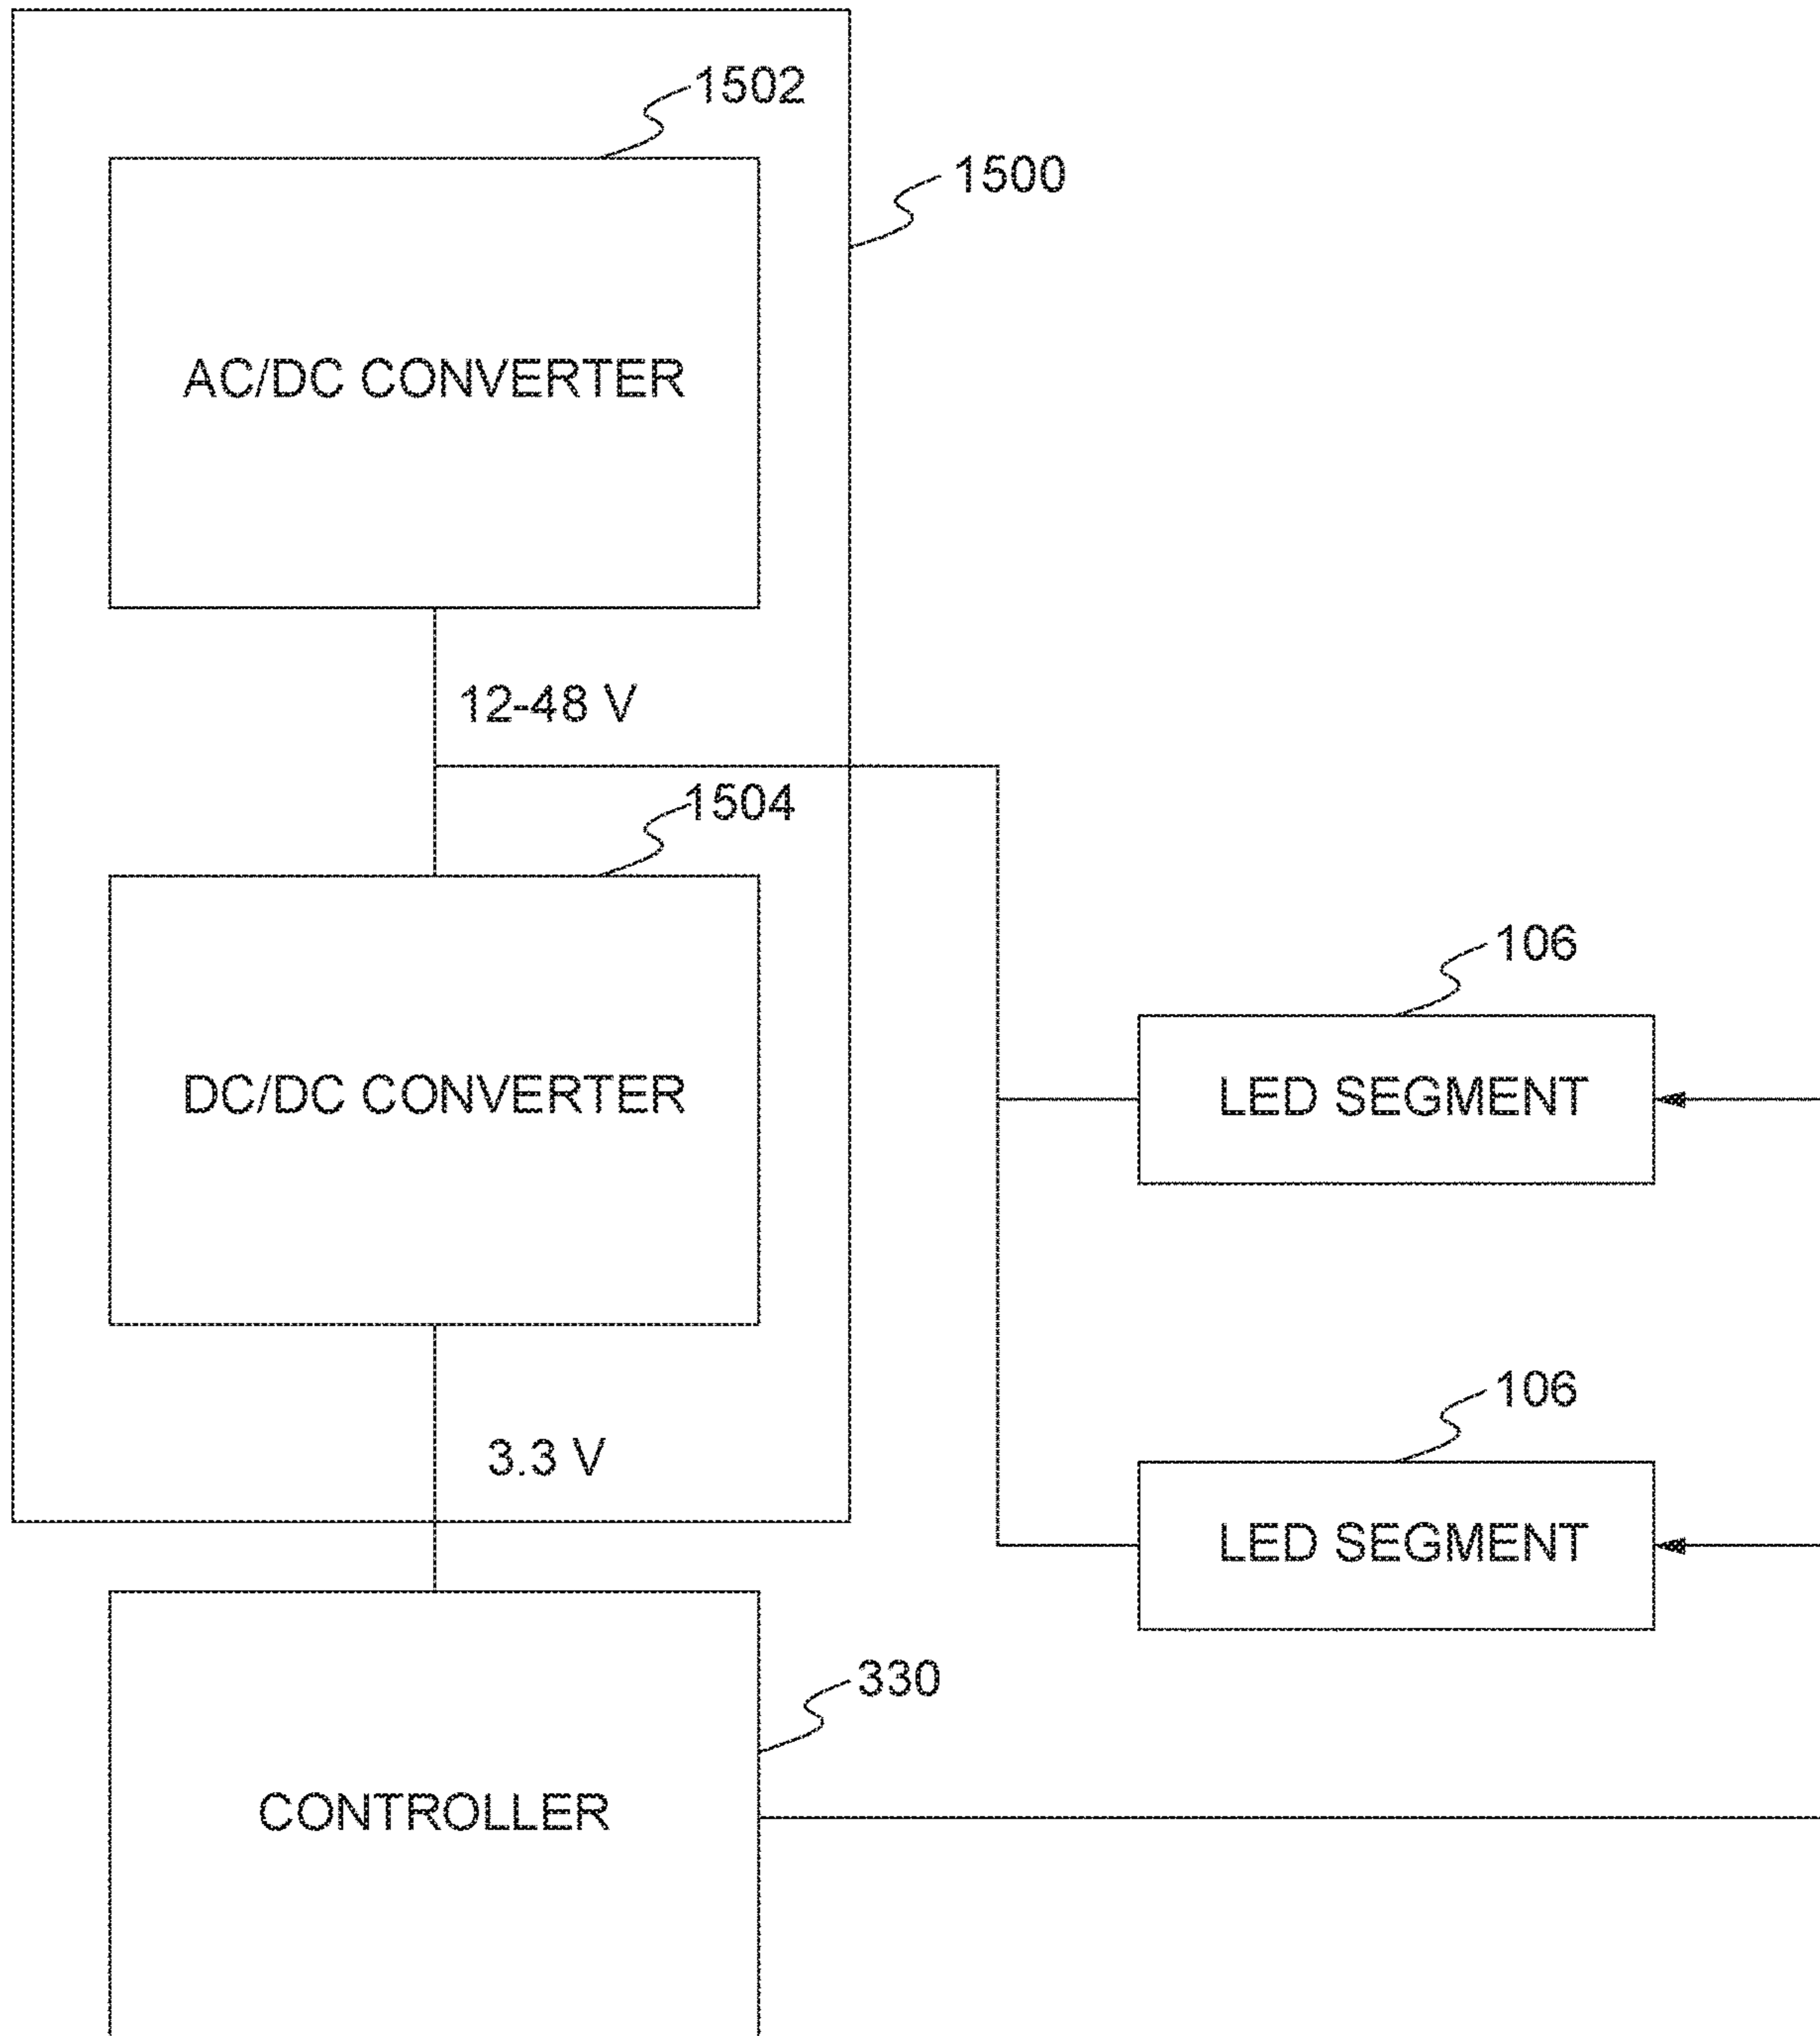 1502
1500
AC/DC CONVERTER
12-48 V
1504
106
DC/DC CONVERTER
LED SEGMENT
106
3.3 V
LED SEGMENT
330
CONTROLLER